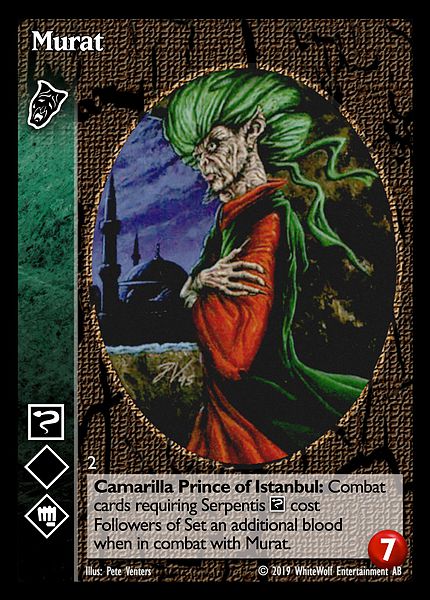 Murat
2
Camarilla Prince of Istanbul: Combat
cards requiring Serpentis cost
Followers of Set an additional blood
when in combat with Murat.
7
Illus: Pete Venters
© 2019 WhiteWolf Entertainment AB